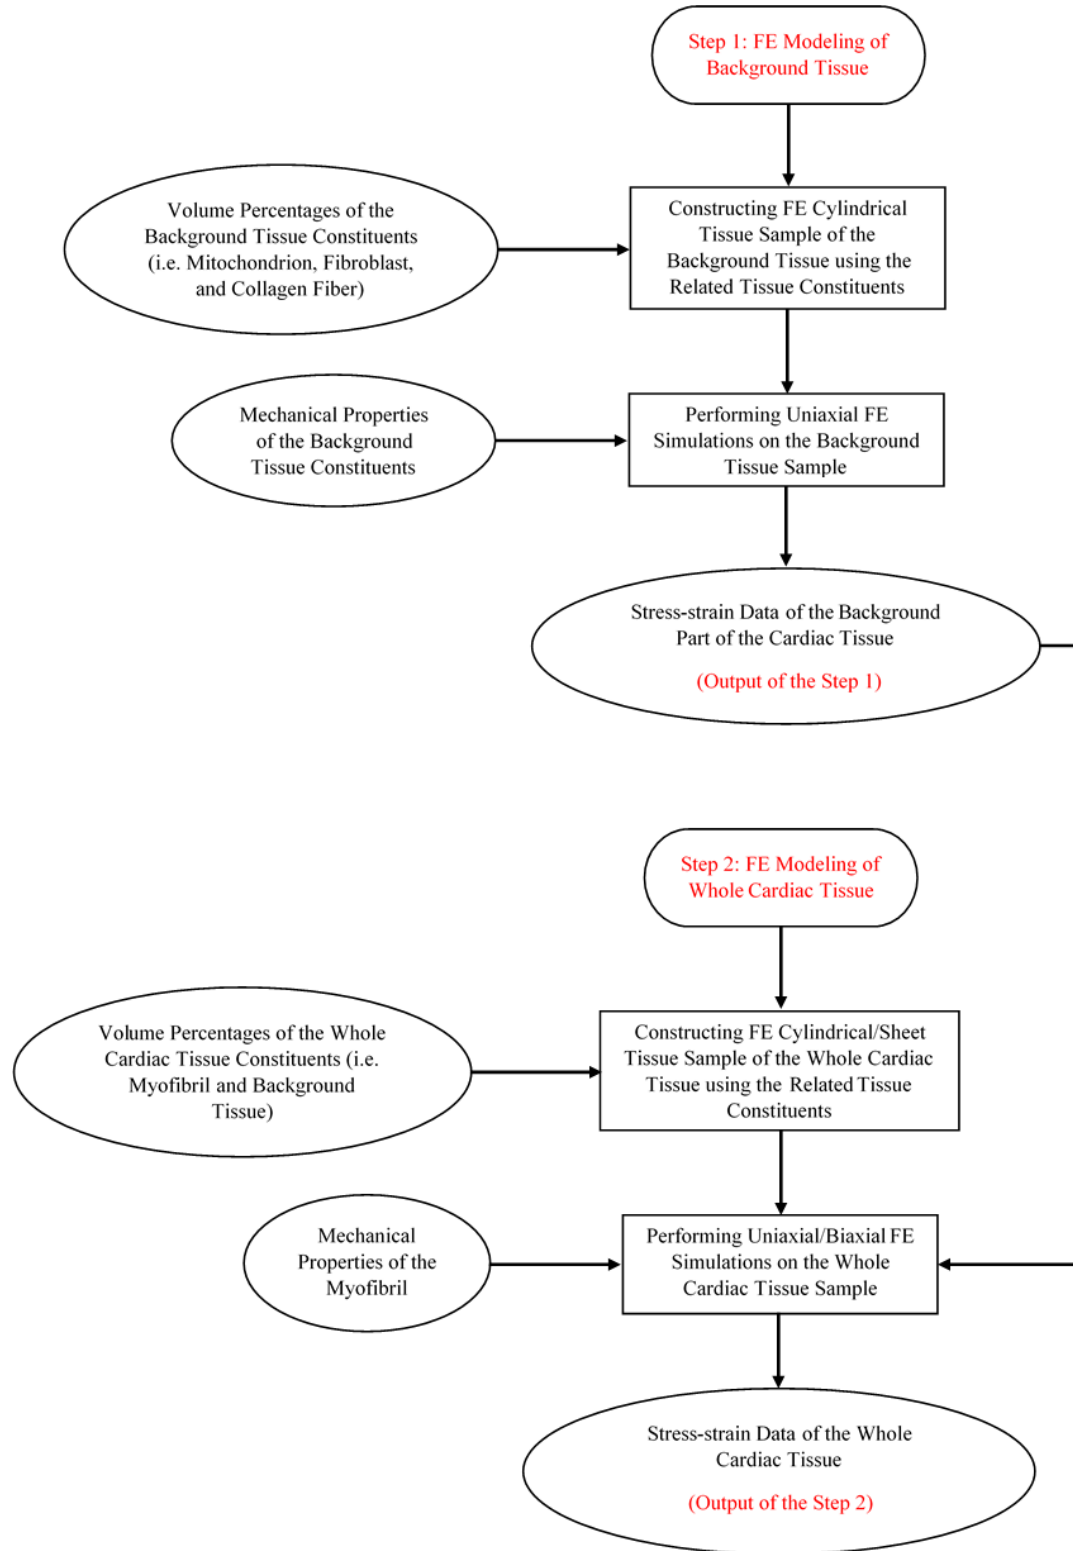 Step 1: FE Modeling of
Background Tissue
Volume Percentages of the
Background Tissue Constituents
(i.e. Mitochondrion, Fibroblast,
and Collagen Fiber)
Constructing FE Cylindrical
Tissue Sample of the
Background Tissue using the
Related Tissue Constituents
Mechanical Properties
of the Background
Tissue Constituents
Performing Uniaxial FE
Simulations on the Background
Tissue Sample
Stress-strain Data of the Background
Part of the Cardiac Tissue
(Output of the Step 1)
Step 2: FE Modeling of
Whole Cardiac Tissue
Volume Percentages of the Whole
Cardiac Tissue Constituents (i.e.
Myofibril and Background
Tissue)
Constructing FE Cylindrical/Sheet
Tissue Sample of the Whole Cardiac
Tissue using the Related Tissue
Constituents
Mechanical
Properties of the
Myofibril
Performing Uniaxial/Biaxial FE
Simulations on the Whole
Cardiac Tissue Sample
Stress-strain Data of the Whole
Cardiac Tissue
(Output of the Step 2)